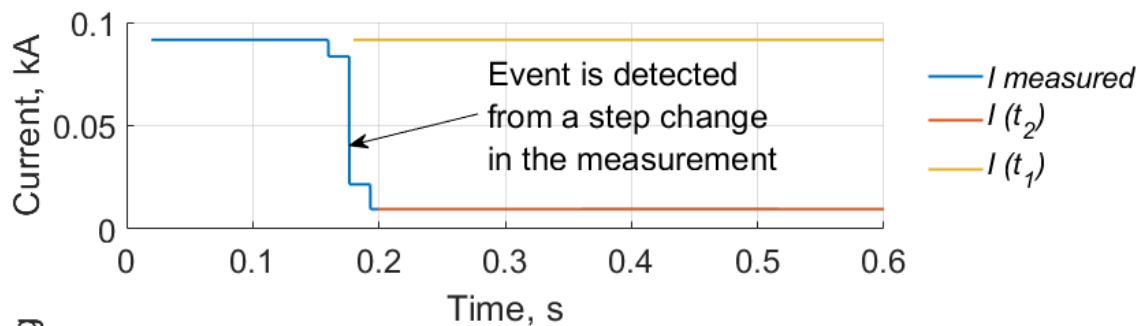 0.1
0.05
0
Current, kA
Event is detected
from a step change
in the measurement
0 0.1 0.2 0.3 0.4 0.5 0.6
Time, s
I measured
I (t2)
I (t1)